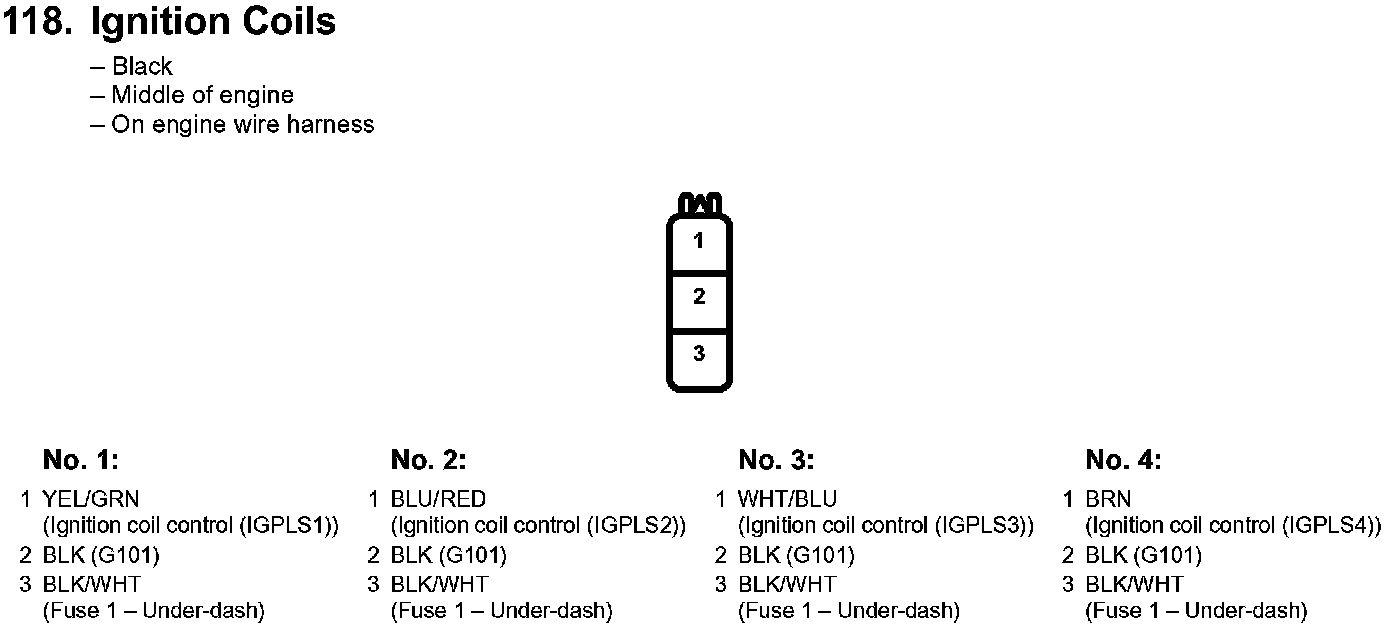 118. Ignition Coils
– Black
– Middle of engine
– On engine wire harness
1
2
3
No. 1:
1 YEL/GRN
(Ignition coil control (IGPLS1))
2 BLK (G101)
3 BLK/WHT
(Fuse 1 – Under-dash)
No. 2:
1 BLU/RED
(Ignition coil control (IGPLS2))
2 BLK (G101)
3 BLK/WHT
(Fuse 1 – Under-dash)
No. 3:
1 WHT/BLU
(Ignition coil control (IGPLS3))
2 BLK (G101)
3 BLK/WHT
(Fuse 1 – Under-dash)
No. 4:
1 BRN
(Ignition coil control (IGPLS4))
2 BLK (G101)
3 BLK/WHT
(Fuse 1 – Under-dash)